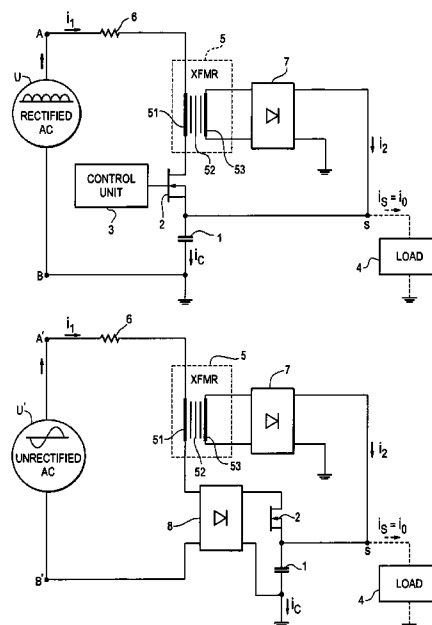 A i₁ 6
5
U XFMR 7
RECTIFIED AC
51 52 53
i₂
CONTROL UNIT
3 2
iₛ = i₀
S
1
i_C
B
4 LOAD
A' i₁ 6
5
U' XFMR 7
UNRECTIFIED AC
51 52 53
i₂
8 2
iₛ = i₀
S
1
B'
i_C
4 LOAD